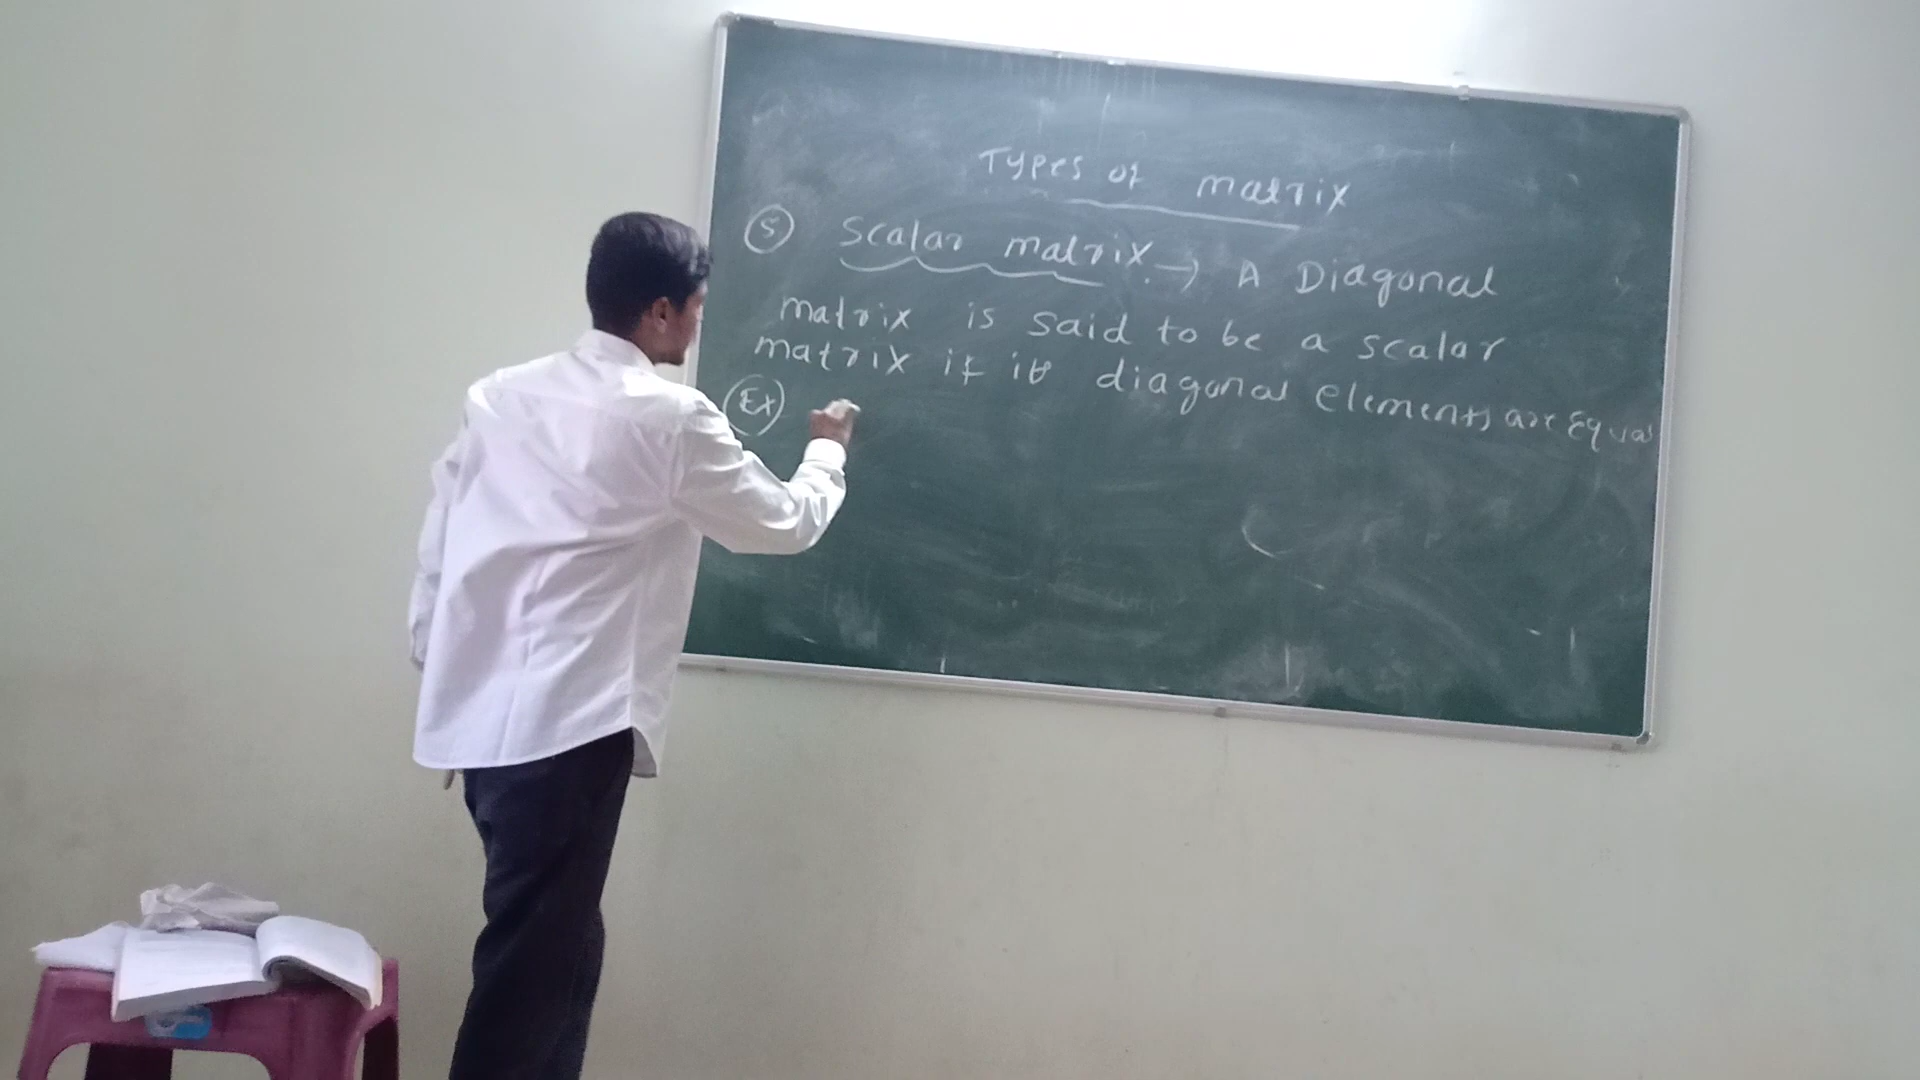 Types of matrix
(5) Scalar matrix :→ A Diagonal
matrix is said to be a scalar
matrix if it's diagonal elements are Equal
(Ex)